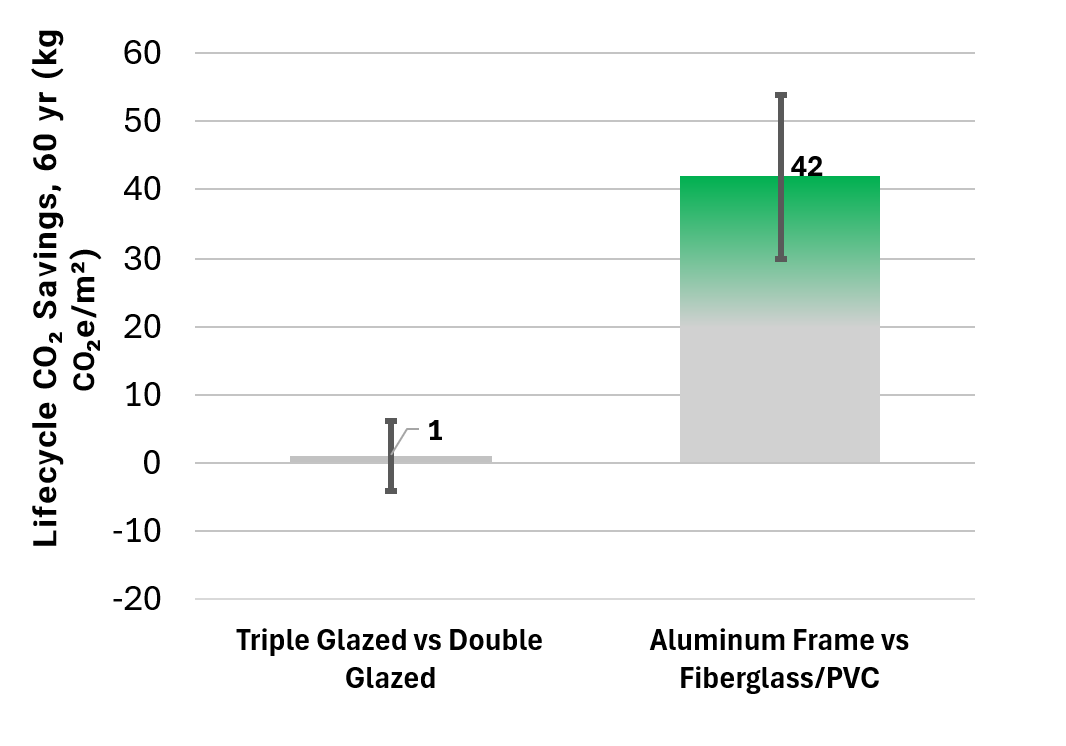 Lifecycle CO₂ Savings, 60 yr (kg
CO₂e/m²)
60
50
40
30
20
10
0
-10
-20
1
42
Triple Glazed vs Double
Glazed
Aluminum Frame vs
Fiberglass/PVC